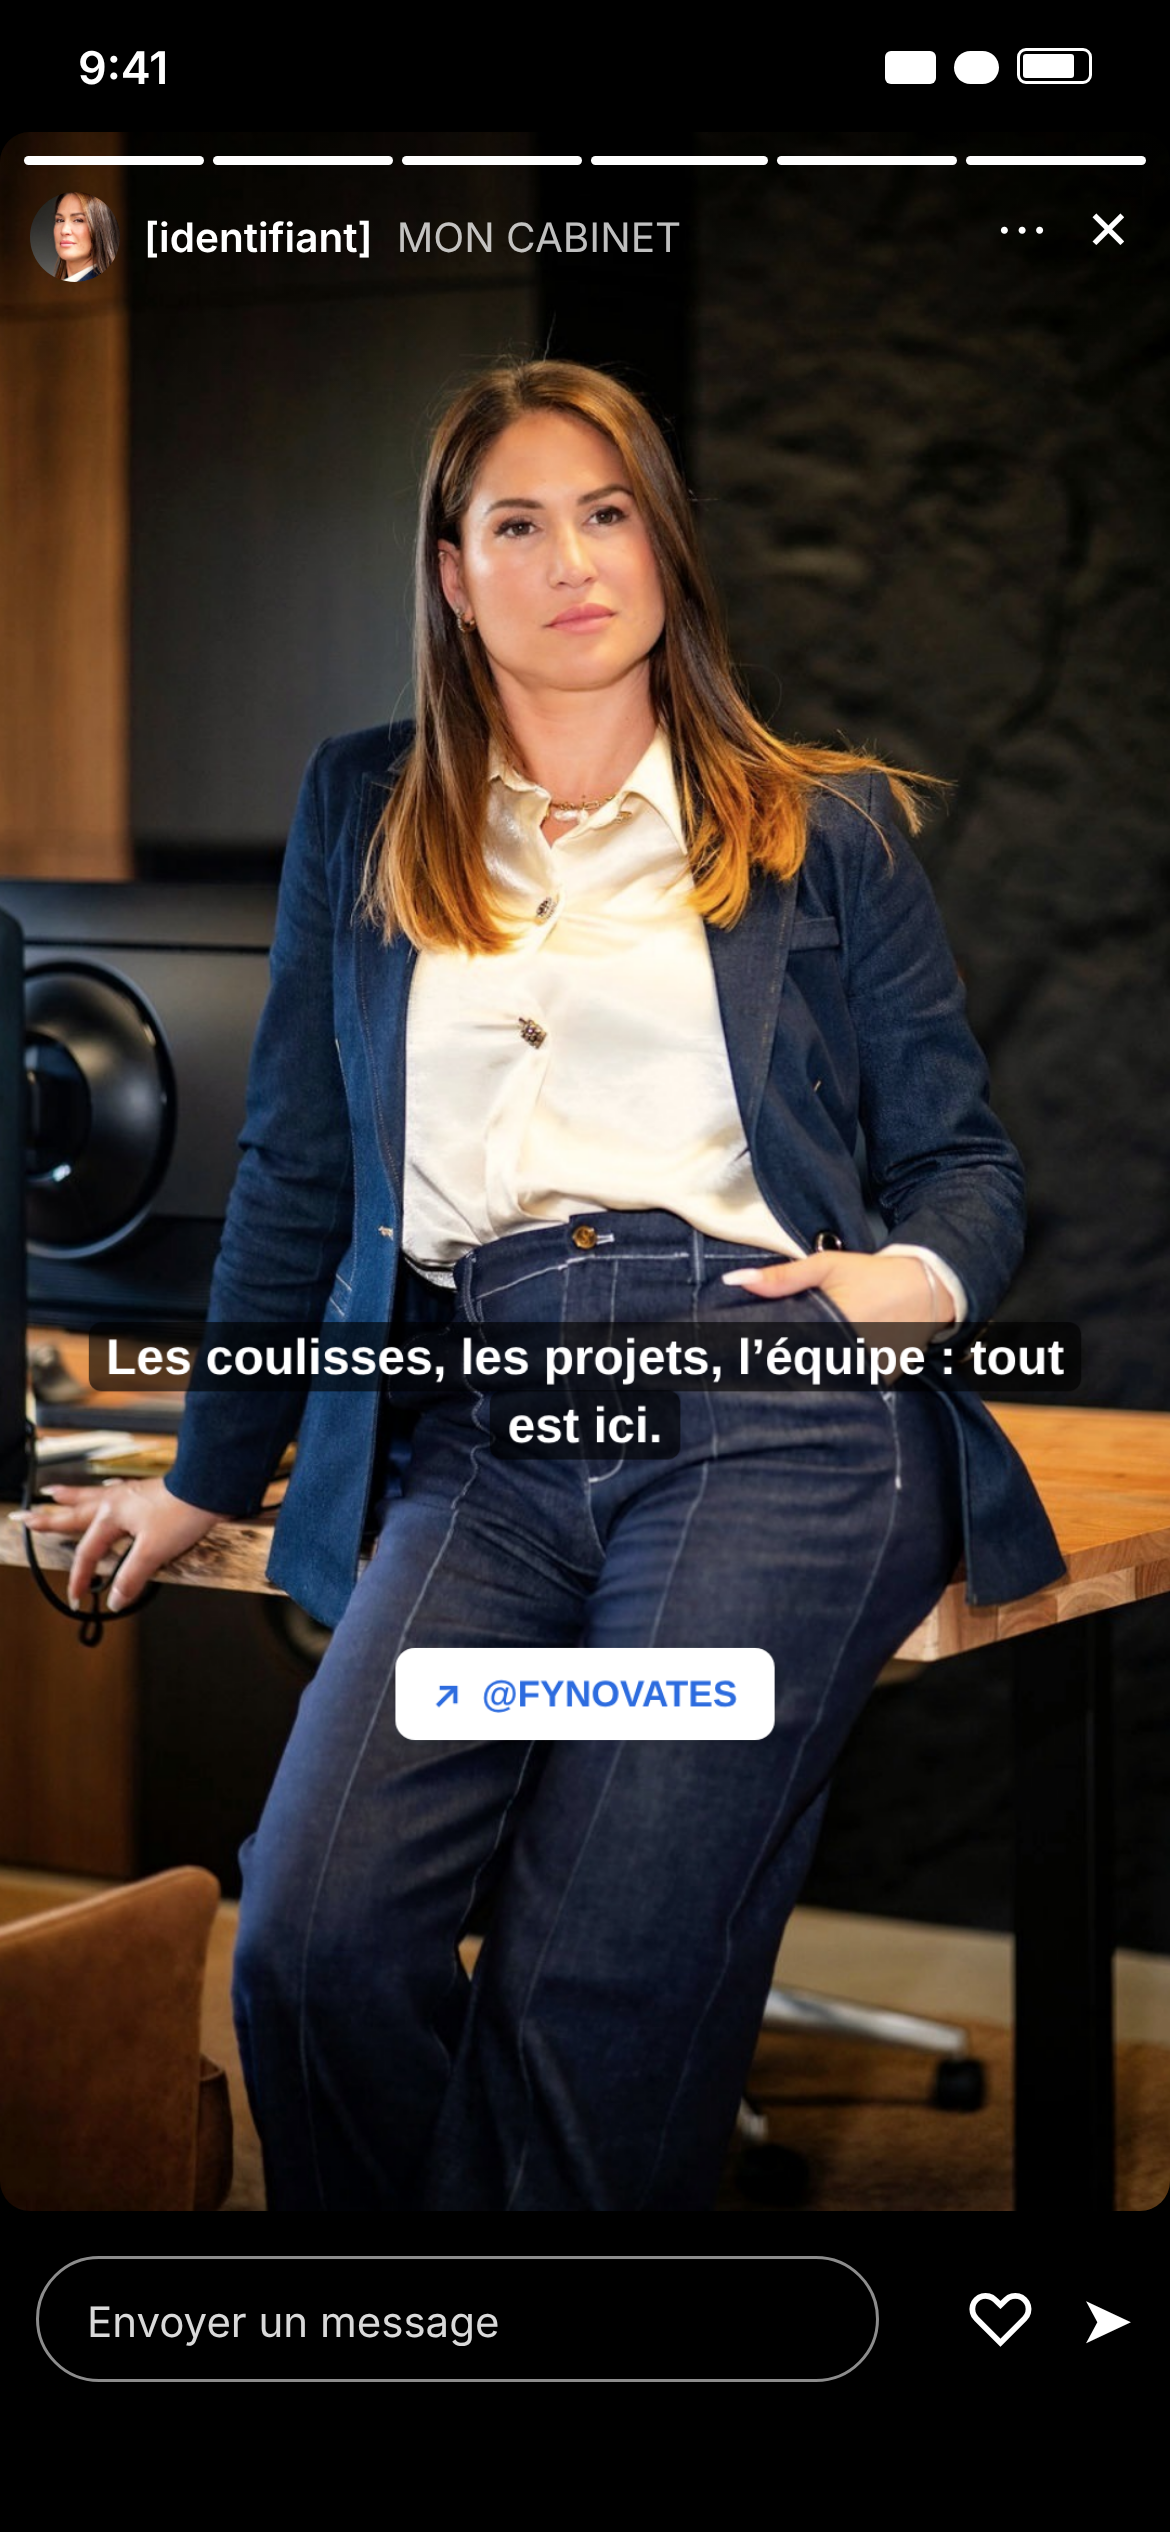 9:41
[identifiant] MON CABINET
Les coulisses, les projets, l’équipe : tout
est ici.
@FYNOVATES
Envoyer un message